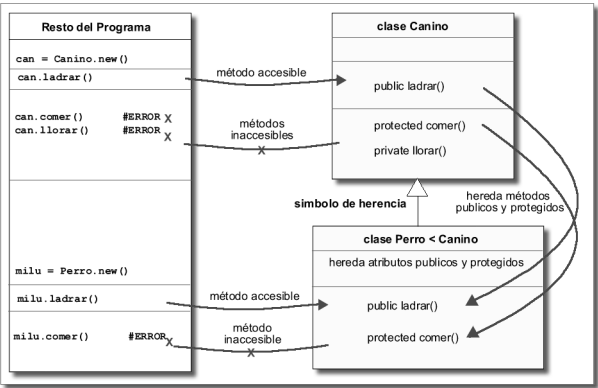 Resto del Programa
can = Canino.new()
can.ladrar()
can.comer() #ERROR X
can.llorar() #ERROR X
milu = Perro.new()
milu.ladrar()
milu.comer() #ERROR X
método accesible
métodos
inaccesibles
X
simbolo de herencia
método accesible
método
inaccesible
X
clase Canino
public ladrar()
protected comer()
private llorar()
hereda métodos
publicos y protegidos
clase Perro < Canino
hereda atributos publicos y protegidos
public ladrar()
protected comer()